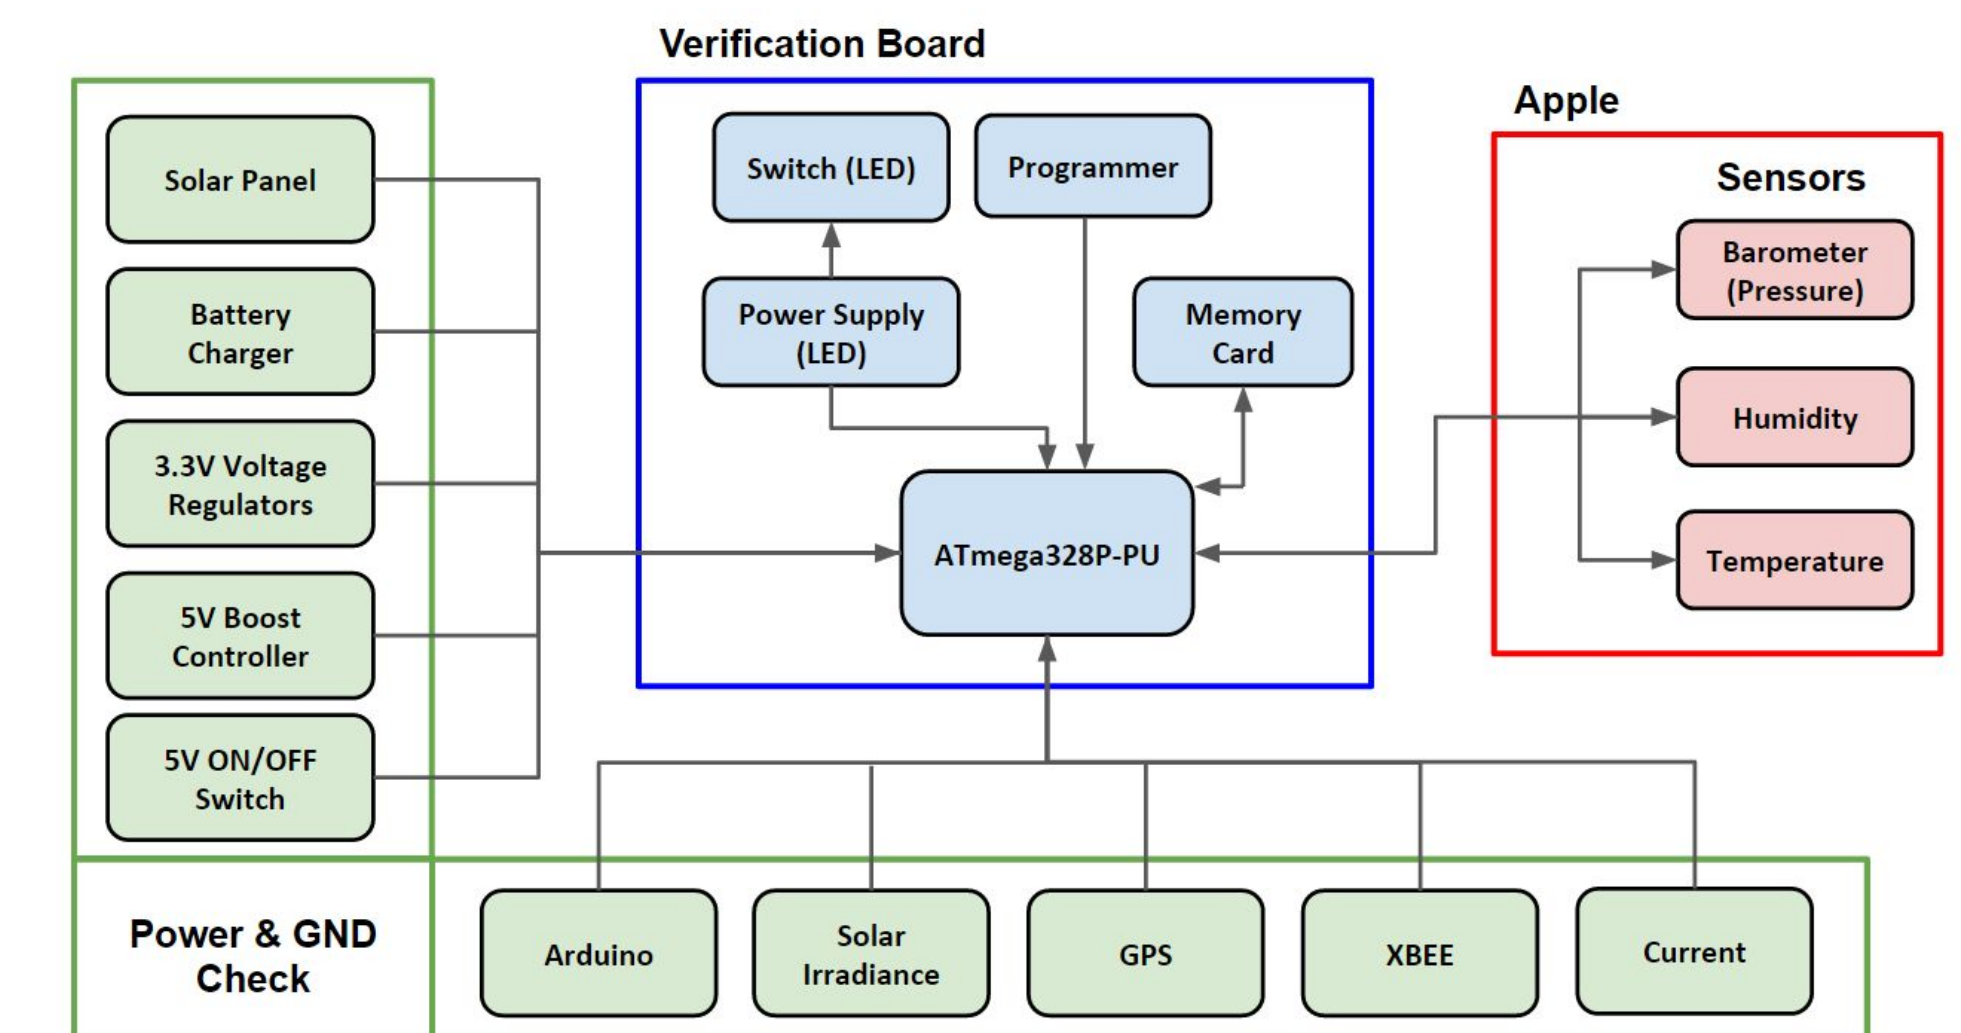 Verification Board
Apple
Solar Panel
Battery
Charger
3.3V Voltage
Regulators
5V Boost
Controller
5V ON/OFF
Switch
Switch (LED)
Programmer
Power Supply
(LED)
Memory
Card
ATmega328P-PU
Sensors
Barometer
(Pressure)
Humidity
Temperature
Power & GND
Check
Arduino
Solar
Irradiance
GPS
XBEE
Current